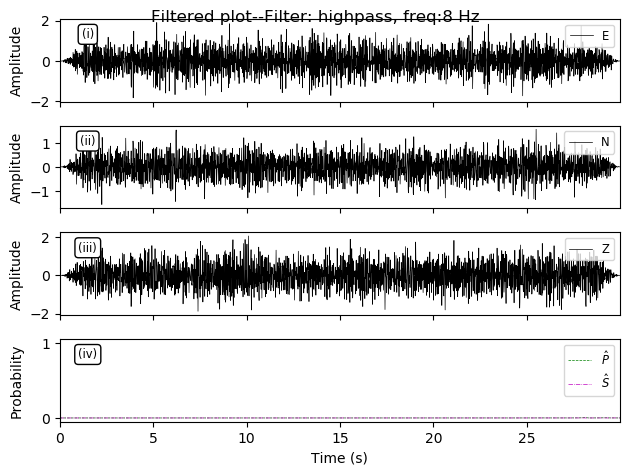 Filtered plot--Filter: highpass, freq:8 Hz
Amplitude
2
0
−2
(i)
E
Amplitude
1
0
−1
(ii)
N
Amplitude
2
0
−2
(iii)
Z
Probability
1
0
(iv)
P̂
Ŝ
0 5 10 15 20 25
Time (s)